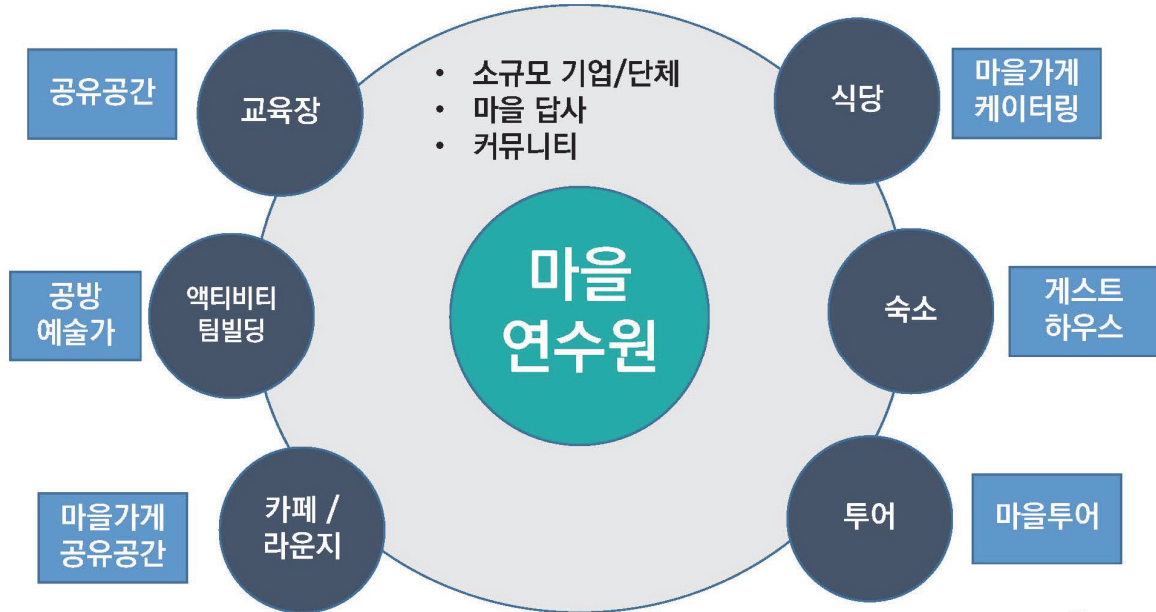 공유공간
교육장
• 소규모 기업/단체
• 마을 답사
• 커뮤니티
식당
마을가게
케이터링
공방
예술가
액티비티
팀빌딩
마을
연수원
숙소
게스트
하우스
마을가게
공유공간
카페 /
라운지
투어
마을투어